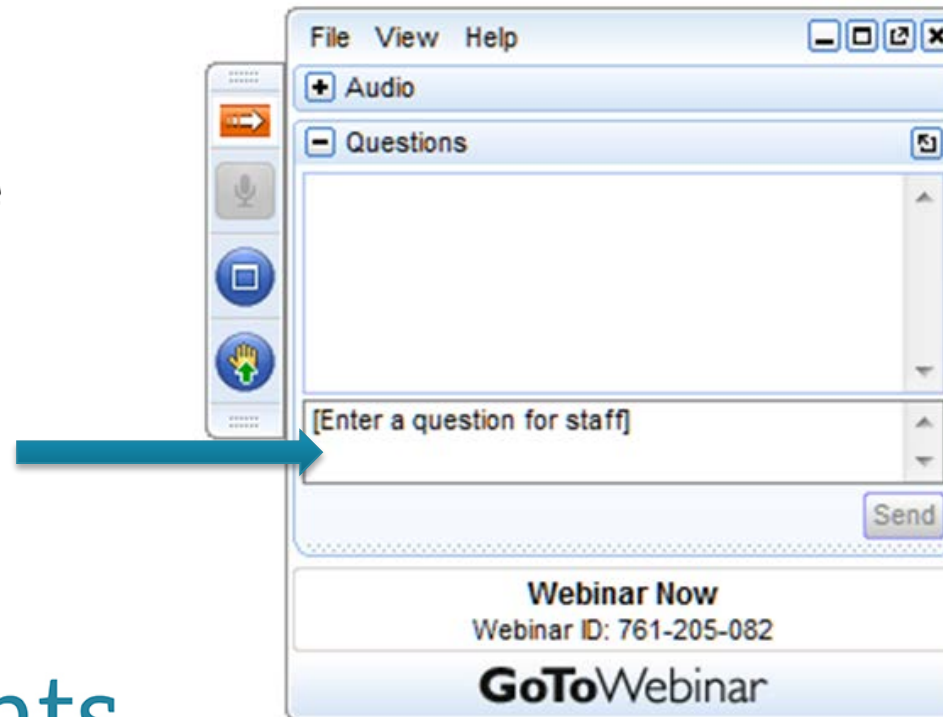 File View Help
Audio
Questions
[Enter a question for staff]
Send
Webinar Now
Webinar ID: 761-205-082
GoToWebinar